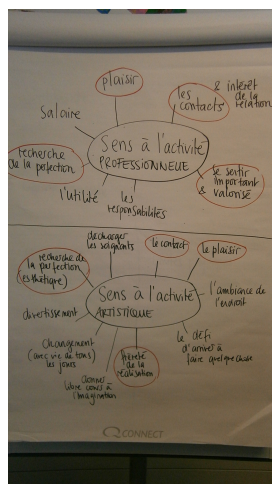 plaisir
les
contacts
& intérêt
de la
relation
Salaire
Sens à l'activité
PROFESSIONNELLE
recherche
de la perfection
se sentir
important
& valorisé
l'utilité
les
responsabilités
décharger
les soignants
le contact
le plaisir
recherche de
la perfection
(esthétique)
Sens à l'activité
ARTISTIQUE
l'ambiance de
l'endroit
divertissement
le défi
d'arriver à
faire quelque chose
Changement
(avec vie de tous)
les jours
fierté
de la
réalisation
donner
libre cours à
l'imagination
CONNECT